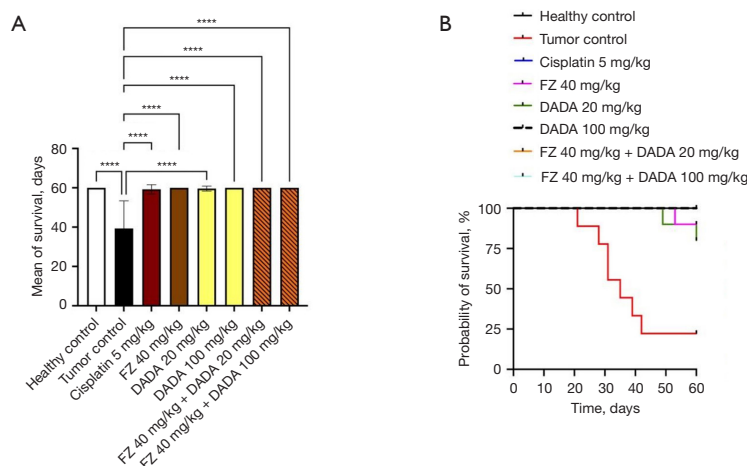 A
****
****
****
****
****
****
****
Mean of survival, days
80
60
40
20
0
Healthy control
Tumor control
Cisplatin 5 mg/kg
FZ 40 mg/kg
DADA 20 mg/kg
DADA 100 mg/kg
FZ 40 mg/kg + DADA 20 mg/kg
FZ 40 mg/kg + DADA 100 mg/kg
B
Healthy control
Tumor control
Cisplatin 5 mg/kg
FZ 40 mg/kg
DADA 20 mg/kg
DADA 100 mg/kg
FZ 40 mg/kg + DADA 20 mg/kg
FZ 40 mg/kg + DADA 100 mg/kg
Probability of survival, %
100
75
50
25
0
0 10 20 30 40 50 60
Time, days